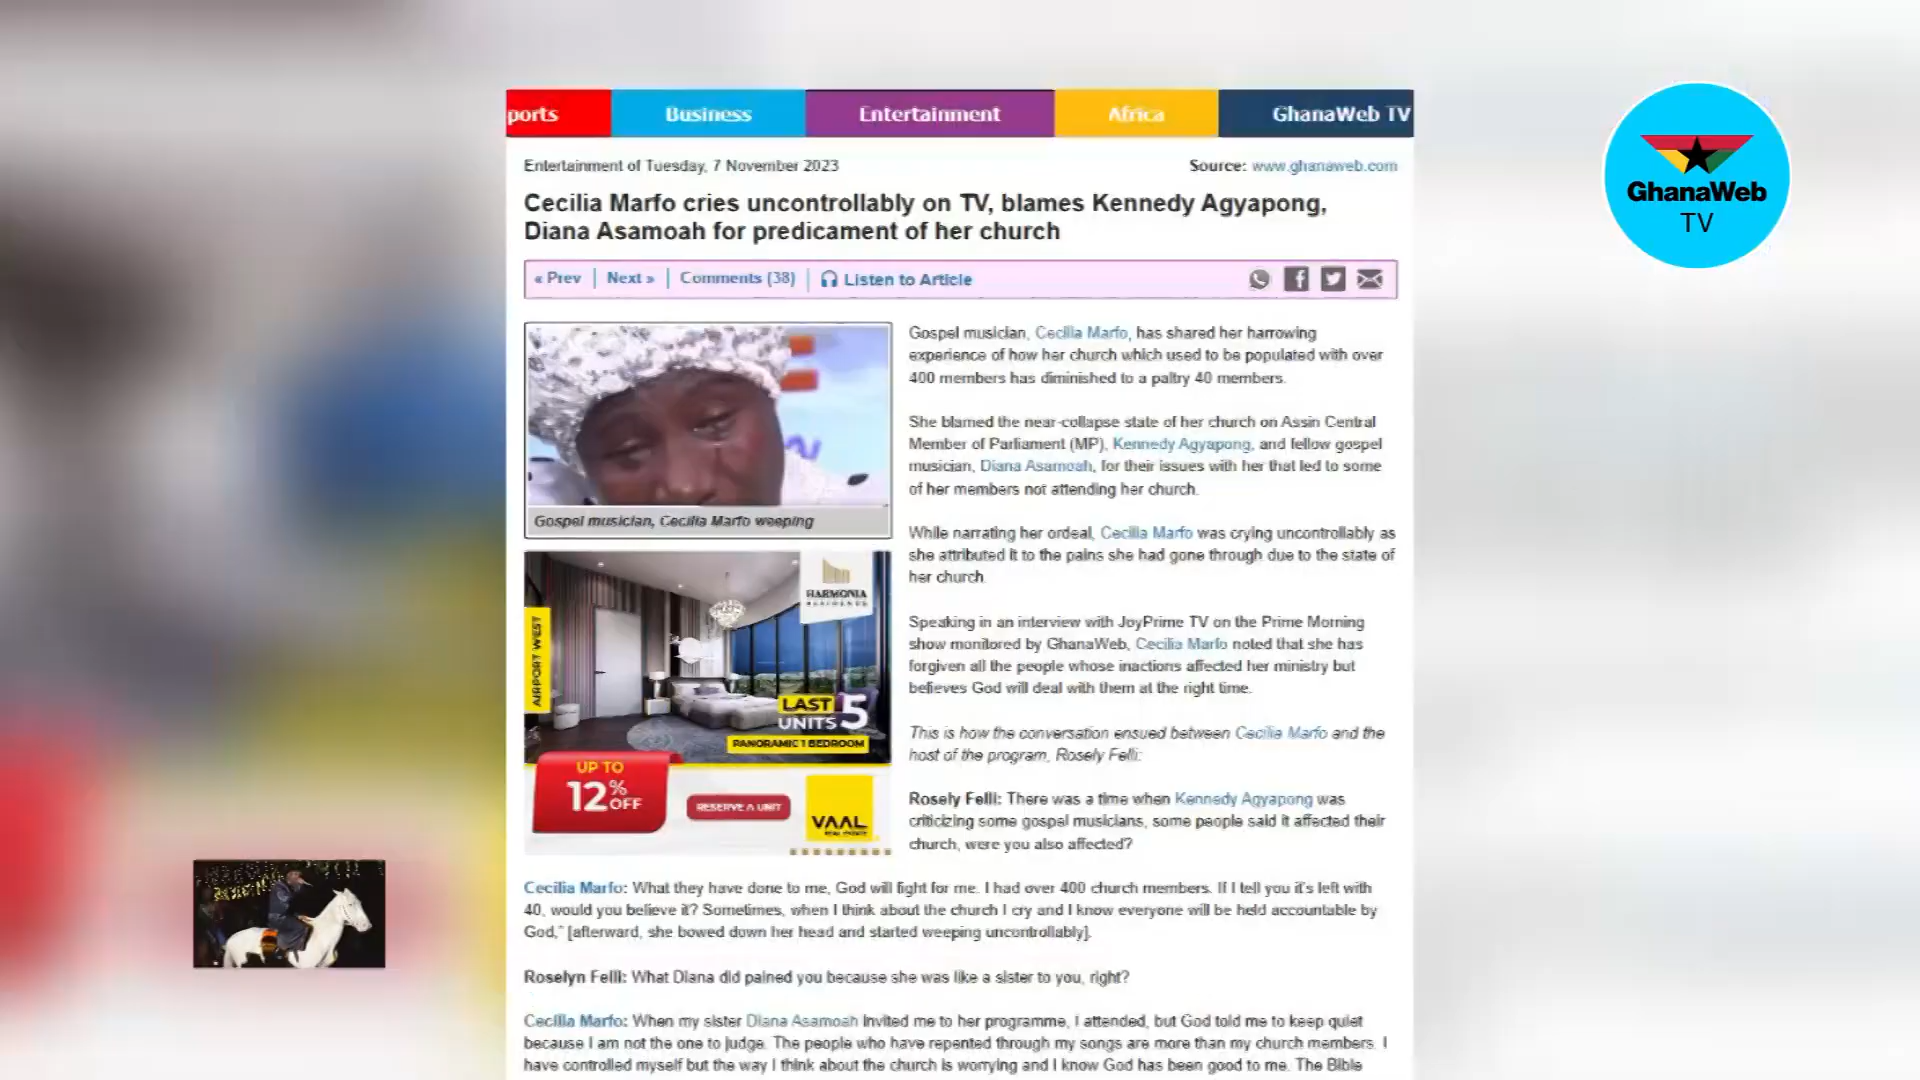 ports
Business
Entertainment
Africa
GhanaWeb TV
Entertainment of Tuesday, 7 November 2023
Source: www.ghanaweb.com
Cecilia Marfo cries uncontrollably on TV, blames Kennedy Agyapong,
Diana Asamoah for predicament of her church
« Prev
Next »
Comments (38)
Listen to Article
Gospel musician, Cecilia Marfo weeping
Gospel musician, Cecilia Marfo, has shared her harrowing
experience of how her church which used to be populated with over
400 members has diminished to a paltry 40 members.
She blamed the near-collapse state of her church on Assin Central
Member of Parliament (MP), Kennedy Agyapong, and fellow gospel
musician, Diana Asamoah, for their issues with her that led to some
of her members not attending her church.
While narrating her ordeal, Cecilia Marfo was crying uncontrollably as
she attributed it to the pains she had gone through due to the state of
her church.
Speaking in an interview with JoyPrime TV on the Prime Morning
show monitored by GhanaWeb, Cecilia Marfo noted that she has
forgiven all the people whose inactions affected her ministry but
believes God will deal with them at the right time.
This is how the conversation ensued between Cecilia Marfo and the
host of the program, Rosely Felli:
Rosely Felli: There was a time when Kennedy Agyapong was
criticizing some gospel musicians, some people said it affected their
church, were you also affected?
Cecilia Marfo: What they have done to me, God will fight for me. I had over 400 church members. If I tell you it's left with
40, would you believe it? Sometimes, when I think about the church I cry and I know everyone will be held accountable by
God," [afterward, she bowed down her head and started weeping uncontrollably].
Roselyn Felli: What Diana did pained you because she was like a sister to you, right?
Cecilia Marfo: When my sister Diana Asamoah invited me to her programme, I attended, but God told me to keep quiet
because I am not the one to judge. The people who have repented through my songs are more than my church members. I
have controlled myself but the way I think about the church is worrying and I know God has been good to me. The Bible
HARMONIA
RESIDENCE
AIRPORT WEST
LAST
UNITS 5
PANORAMIC 1 BEDROOM
UP TO
12% OFF
RESERVE A UNIT
VAAL
REAL ESTATE
GhanaWeb
TV